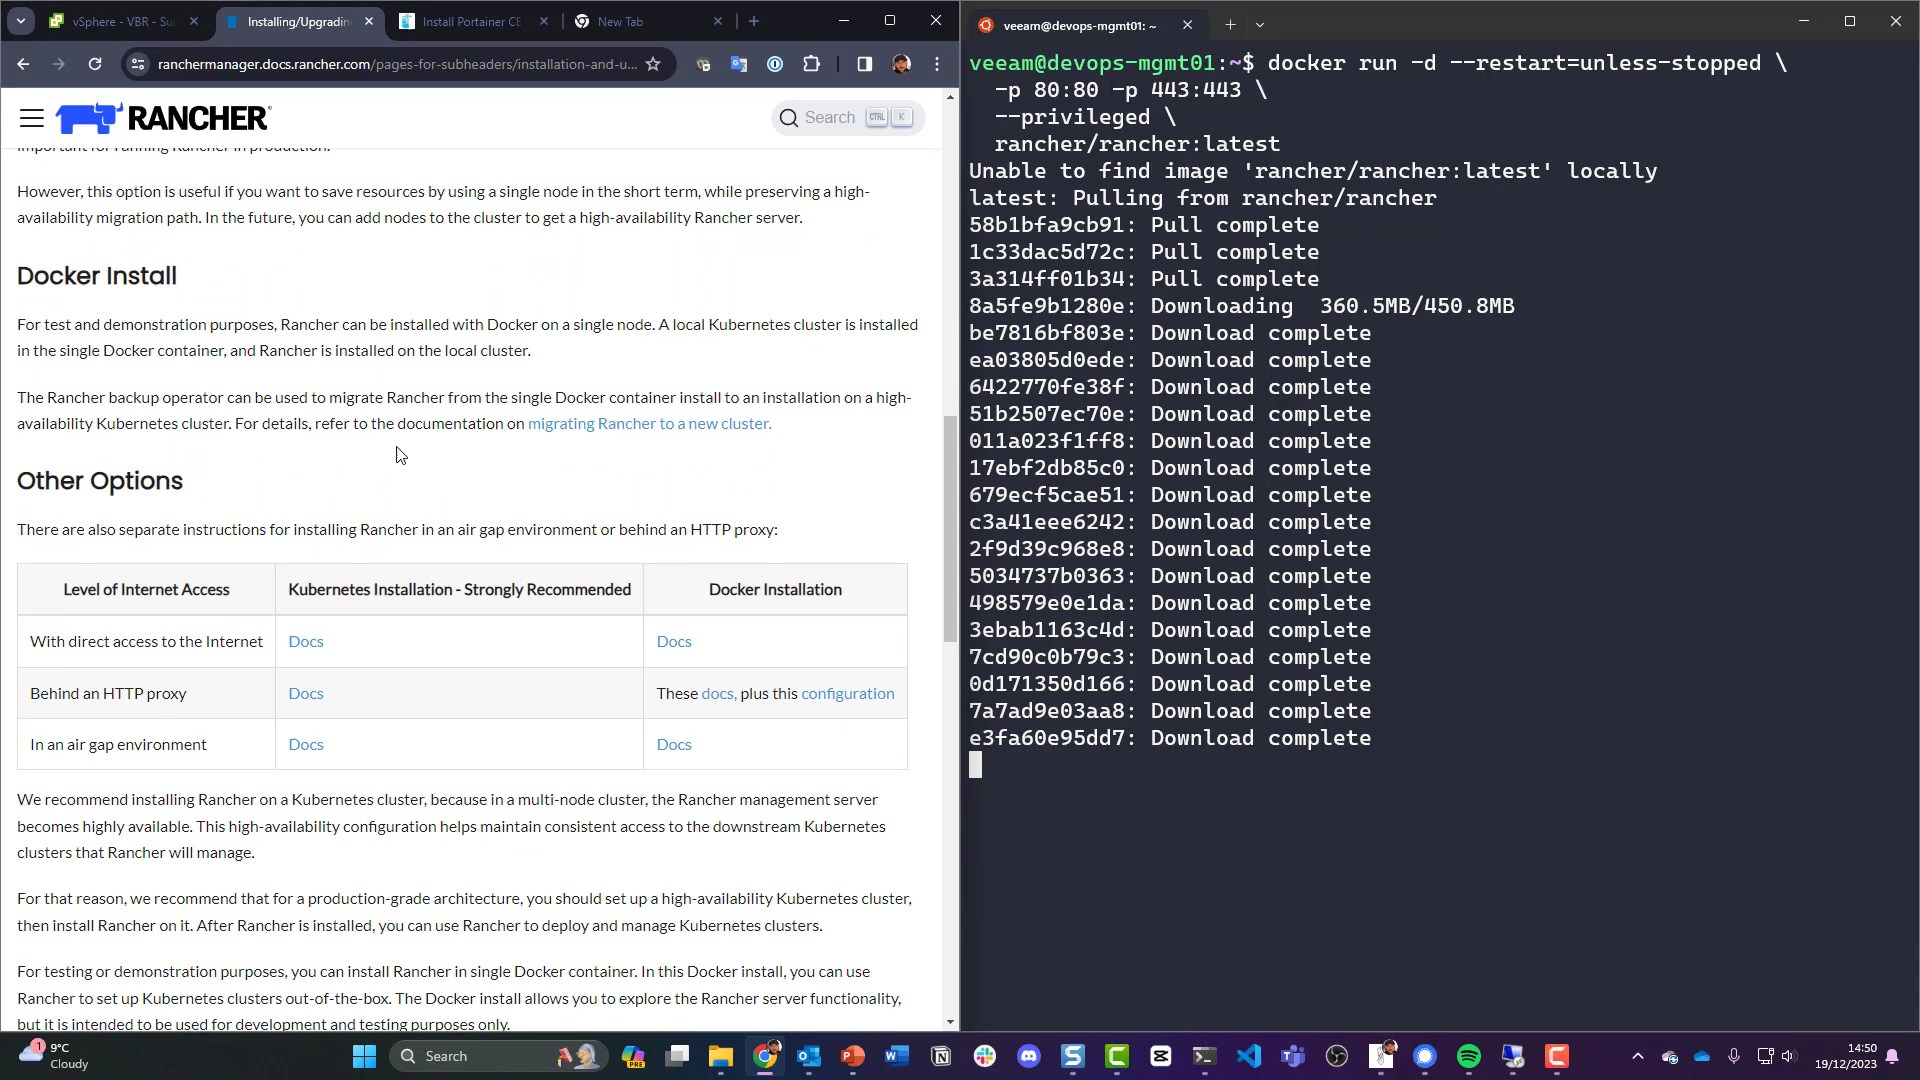 vSphere - VBR - Su
Installing/Upgradin
Install Portainer CE
New Tab
ranchermanager.docs.rancher.com/pages-for-subheaders/installation-and-u...
RANCHER
Search CTRL K
important for running Rancher in production.
However, this option is useful if you want to save resources by using a single node in the short term, while preserving a high-
availability migration path. In the future, you can add nodes to the cluster to get a high-availability Rancher server.
Docker Install
For test and demonstration purposes, Rancher can be installed with Docker on a single node. A local Kubernetes cluster is installed
in the single Docker container, and Rancher is installed on the local cluster.
The Rancher backup operator can be used to migrate Rancher from the single Docker container install to an installation on a high-
availability Kubernetes cluster. For details, refer to the documentation on migrating Rancher to a new cluster.
Other Options
There are also separate instructions for installing Rancher in an air gap environment or behind an HTTP proxy:
Level of Internet Access Kubernetes Installation - Strongly Recommended Docker Installation
With direct access to the Internet Docs Docs
Behind an HTTP proxy Docs These docs, plus this configuration
In an air gap environment Docs Docs
We recommend installing Rancher on a Kubernetes cluster, because in a multi-node cluster, the Rancher management server
becomes highly available. This high-availability configuration helps maintain consistent access to the downstream Kubernetes
clusters that Rancher will manage.
For that reason, we recommend that for a production-grade architecture, you should set up a high-availability Kubernetes cluster,
then install Rancher on it. After Rancher is installed, you can use Rancher to deploy and manage Kubernetes clusters.
For testing or demonstration purposes, you can install Rancher in single Docker container. In this Docker install, you can use
Rancher to set up Kubernetes clusters out-of-the-box. The Docker install allows you to explore the Rancher server functionality,
but it is intended to be used for development and testing purposes only.
veeam@devops-mgmt01: ~
veeam@devops-mgmt01:~$ docker run -d --restart=unless-stopped \
-p 80:80 -p 443:443 \
--privileged \
rancher/rancher:latest
Unable to find image 'rancher/rancher:latest' locally
latest: Pulling from rancher/rancher
58b1bfa9cb91: Pull complete
1c33dac5d72c: Pull complete
3a314ff01b34: Pull complete
8a5fe9b1280e: Downloading 360.5MB/450.8MB
be7816bf803e: Download complete
ea03805d0ede: Download complete
6422770fe38f: Download complete
51b2507ec70e: Download complete
011a023f1ff8: Download complete
17ebf2db85c0: Download complete
679ecf5cae51: Download complete
c3a41eee6242: Download complete
2f9d39c968e8: Download complete
5034737b0363: Download complete
498579e0e1da: Download complete
3ebab1163c4d: Download complete
7cd90c0b79c3: Download complete
0d171350d166: Download complete
7a7ad9e03aa8: Download complete
e3fa60e95dd7: Download complete
1
9°C
Cloudy
Search
PRE
14:50
19/12/2023